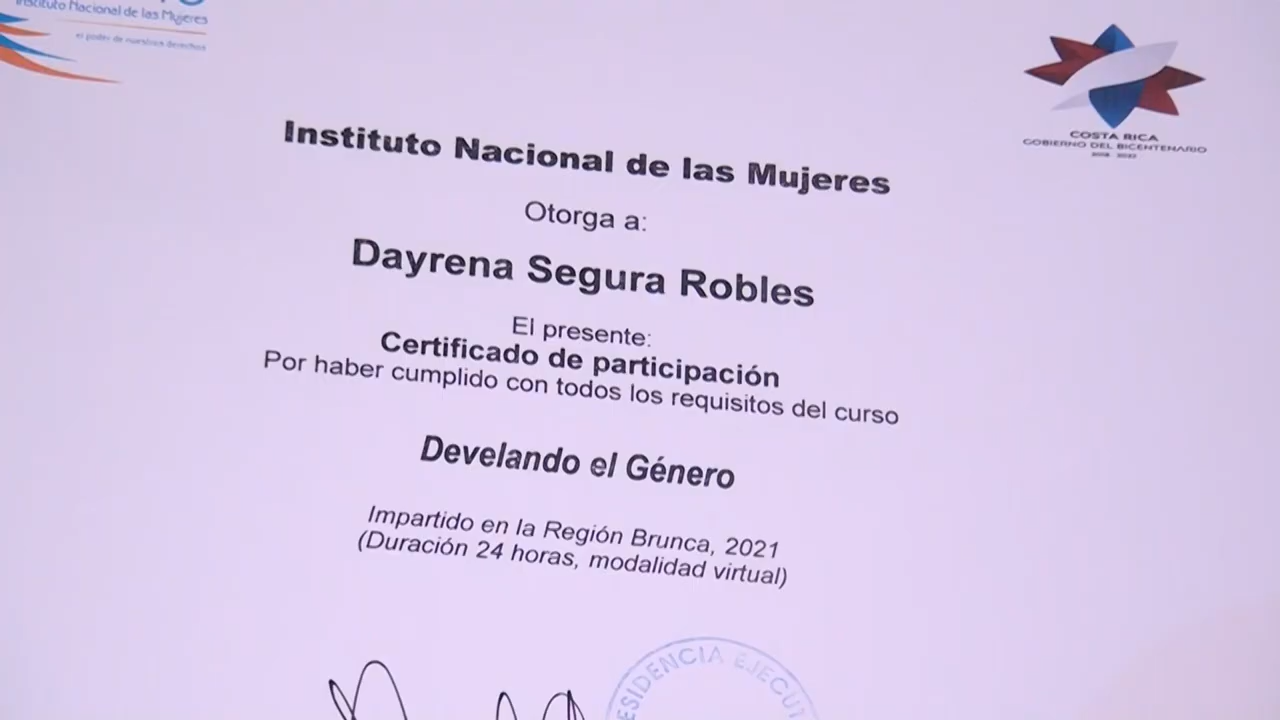 Instituto Nacional de las Mujeres
el poder de nuestros derechos
COSTA RICA
GOBIERNO DEL BICENTENARIO
2018 2022
Instituto Nacional de las Mujeres
Otorga a:
Dayrena Segura Robles
El presente:
Certificado de participación
Por haber cumplido con todos los requisitos del curso
Develando el Género
Impartido en la Región Brunca, 2021
(Duración 24 horas, modalidad virtual)